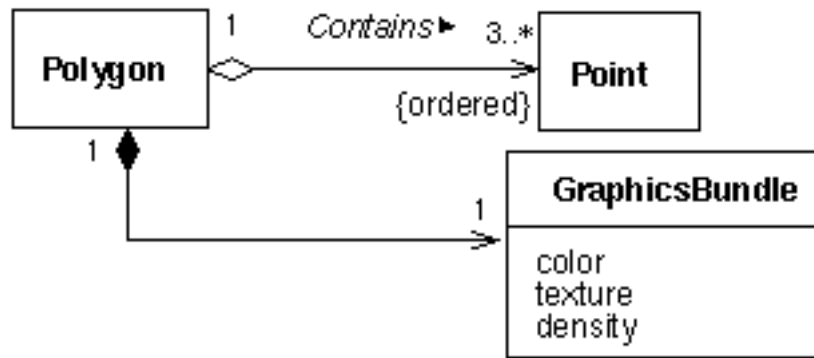 1 Contains► 3..*
Polygon
Point
{ordered}
1
GraphicsBundle
1
color
texture
density